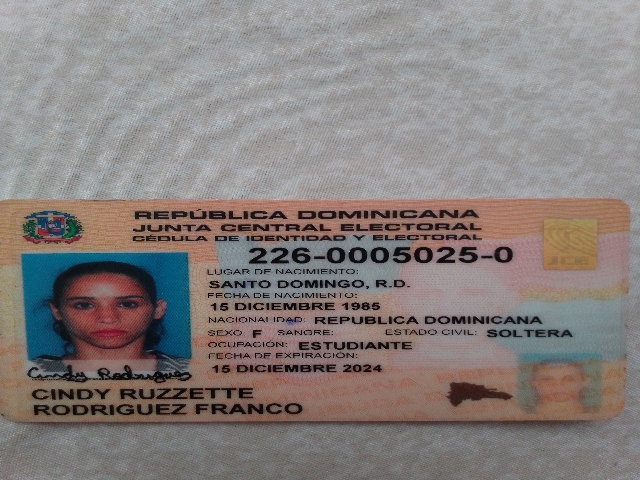 REPÚBLICA DOMINICANA
JUNTA CENTRAL ELECTORAL
CÉDULA DE IDENTIDAD Y ELECTORAL
226-0005025-0
LUGAR DE NACIMIENTO:
SANTO DOMINGO, R.D.
FECHA DE NACIMIENTO:
15 DICIEMBRE 1985
NACIONALIDAD: REPUBLICA DOMINICANA
SEXO: F SANGRE: ESTADO CIVIL: SOLTERA
OCUPACIÓN: ESTUDIANTE
FECHA DE EXPIRACIÓN:
15 DICIEMBRE 2024
Cindy Rodriguez
CINDY RUZZETTE
RODRIGUEZ FRANCO
JCE